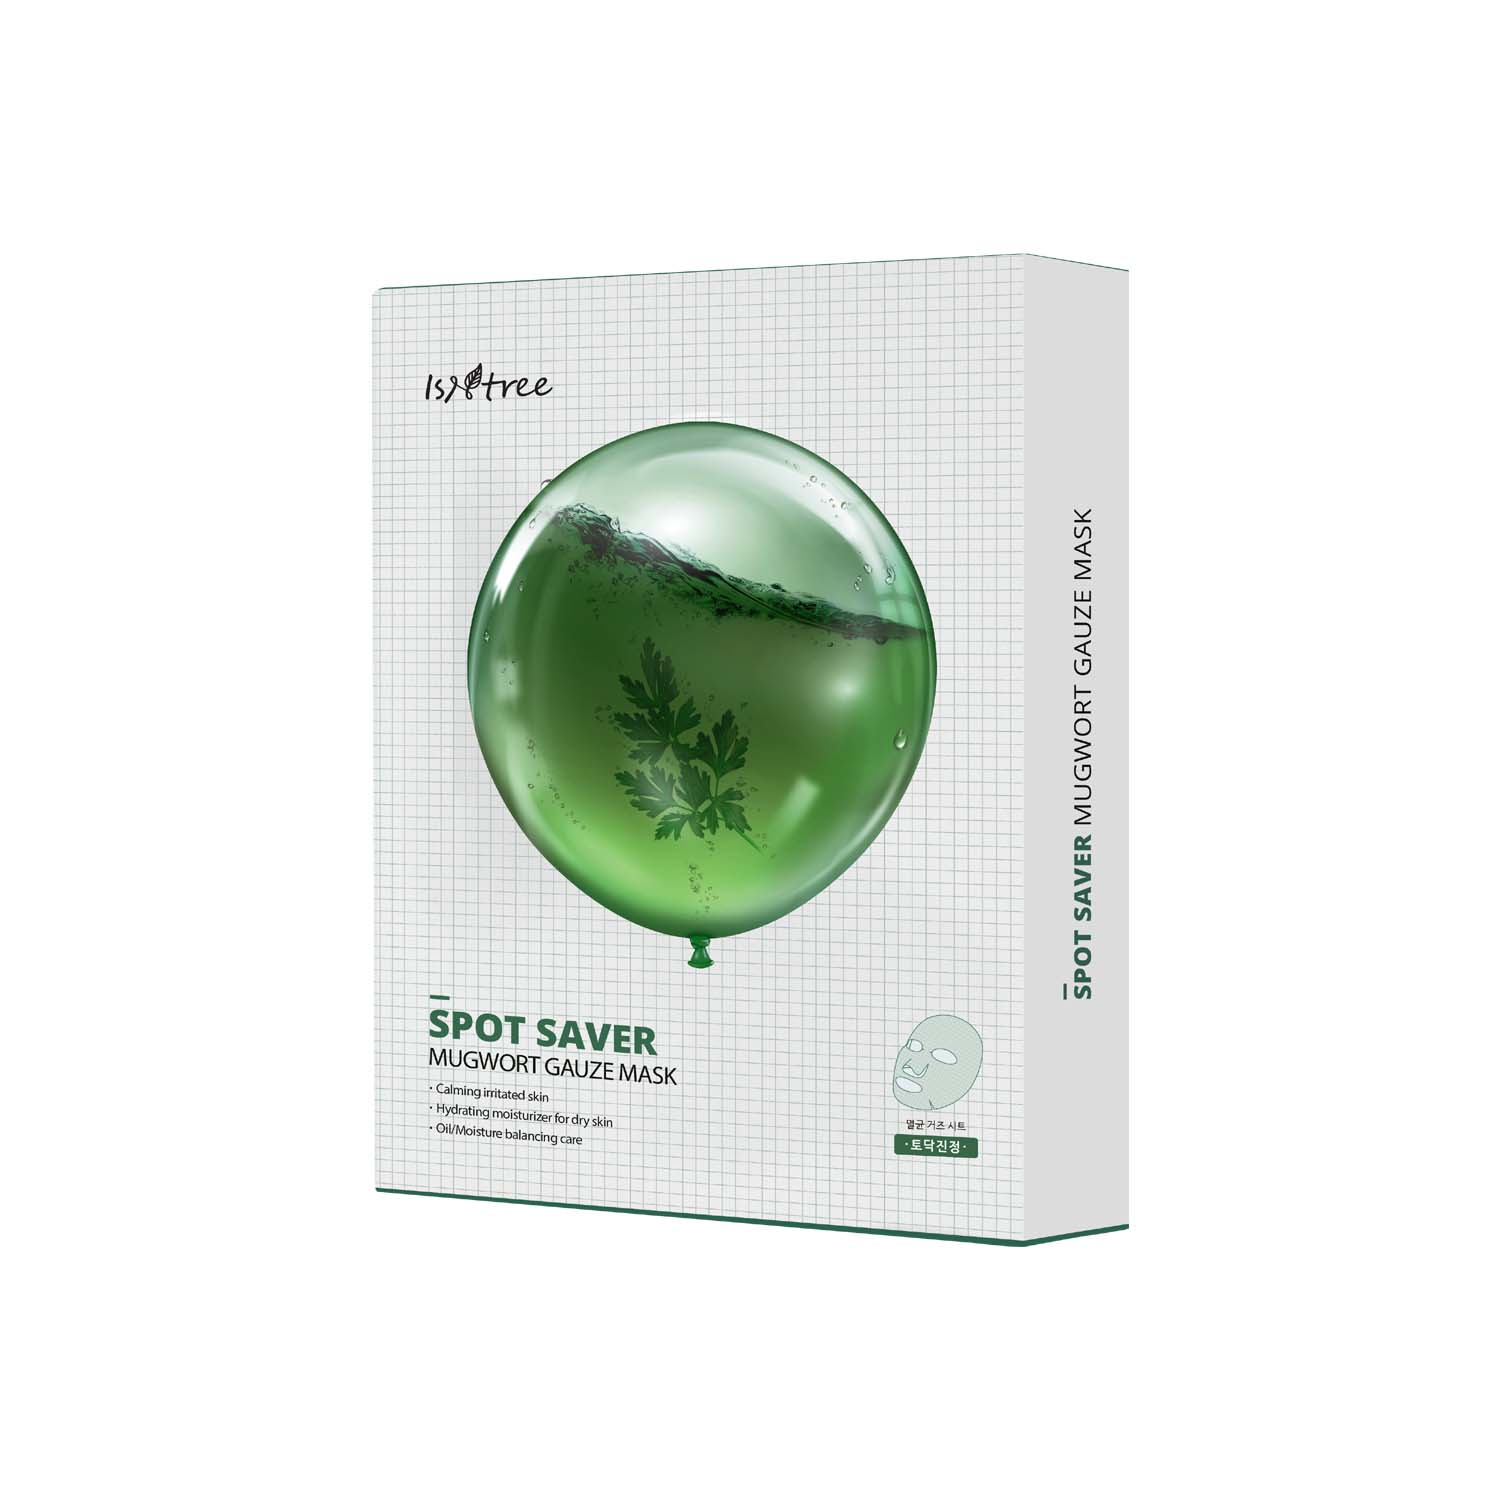 IsNtree
SPOT SAVER
MUGWORT GAUZE MASK
· Calming irritated skin
· Hydrating moisturizer for dry skin
· Oil/Moisture balancing care
멸균 거즈 시트
·토닥진정·
SPOT SAVER MUGWORT GAUZE MASK